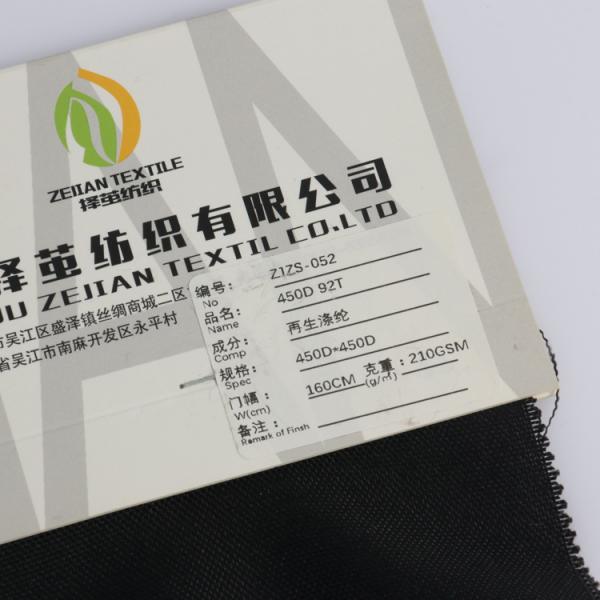 ZEJIAN TEXTILE
择茧纺织
择茧纺织有限公司
ZEJIAN TEXTIL CO,LTD
吴江区盛泽镇丝绸商城二区
省吴江市南麻开发区永平村
编号: ZJZS-052
No
品名: 450D 92T
Name
成分: 再生涤纶
Comp
规格: 450D*450D
Spec
门幅: 160CM 克重: 210GSM
W(cm) (g/㎡)
备注:
Remark of Finsh